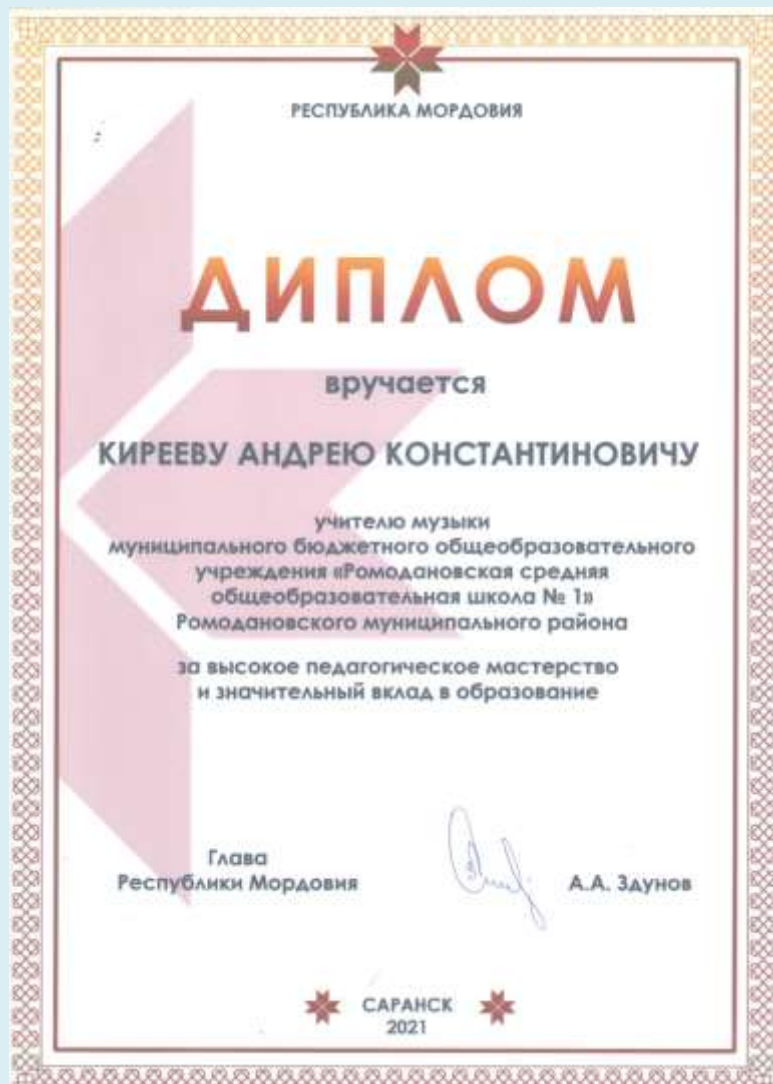 РЕСПУБЛИКА МОРДОВИЯ
ДИПЛОМ
вручается
КИРЕЕВУ АНДРЕЮ КОНСТАНТИНОВИЧУ
учителю музыки
муниципального бюджетного общеобразовательного
учреждения «Ромодановская средняя
общеобразовательная школа № 1»
Ромодановского муниципального района
за высокое педагогическое мастерство
и значительный вклад в образование
Глава
Республики Мордовия
А.А. Здунов
САРАНСК
2021